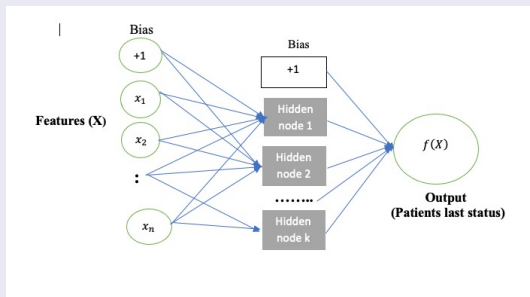 Bias
+1
x₁
Features (X)
x₂
:
xₙ
Bias
+1
Hidden
node 1
Hidden
node 2
........
Hidden
node k
f(X)
Output
(Patients last status)